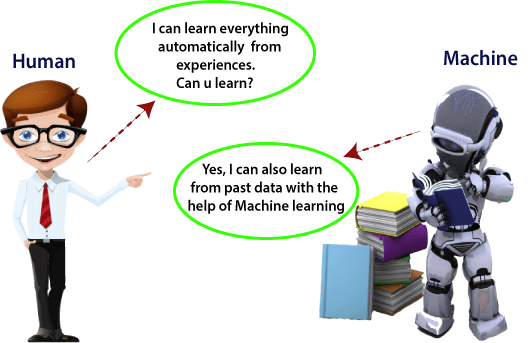 Human
I can learn everything
automatically from
experiences.
Can u learn?
Machine
Yes, I can also learn
from past data with the
help of Machine learning